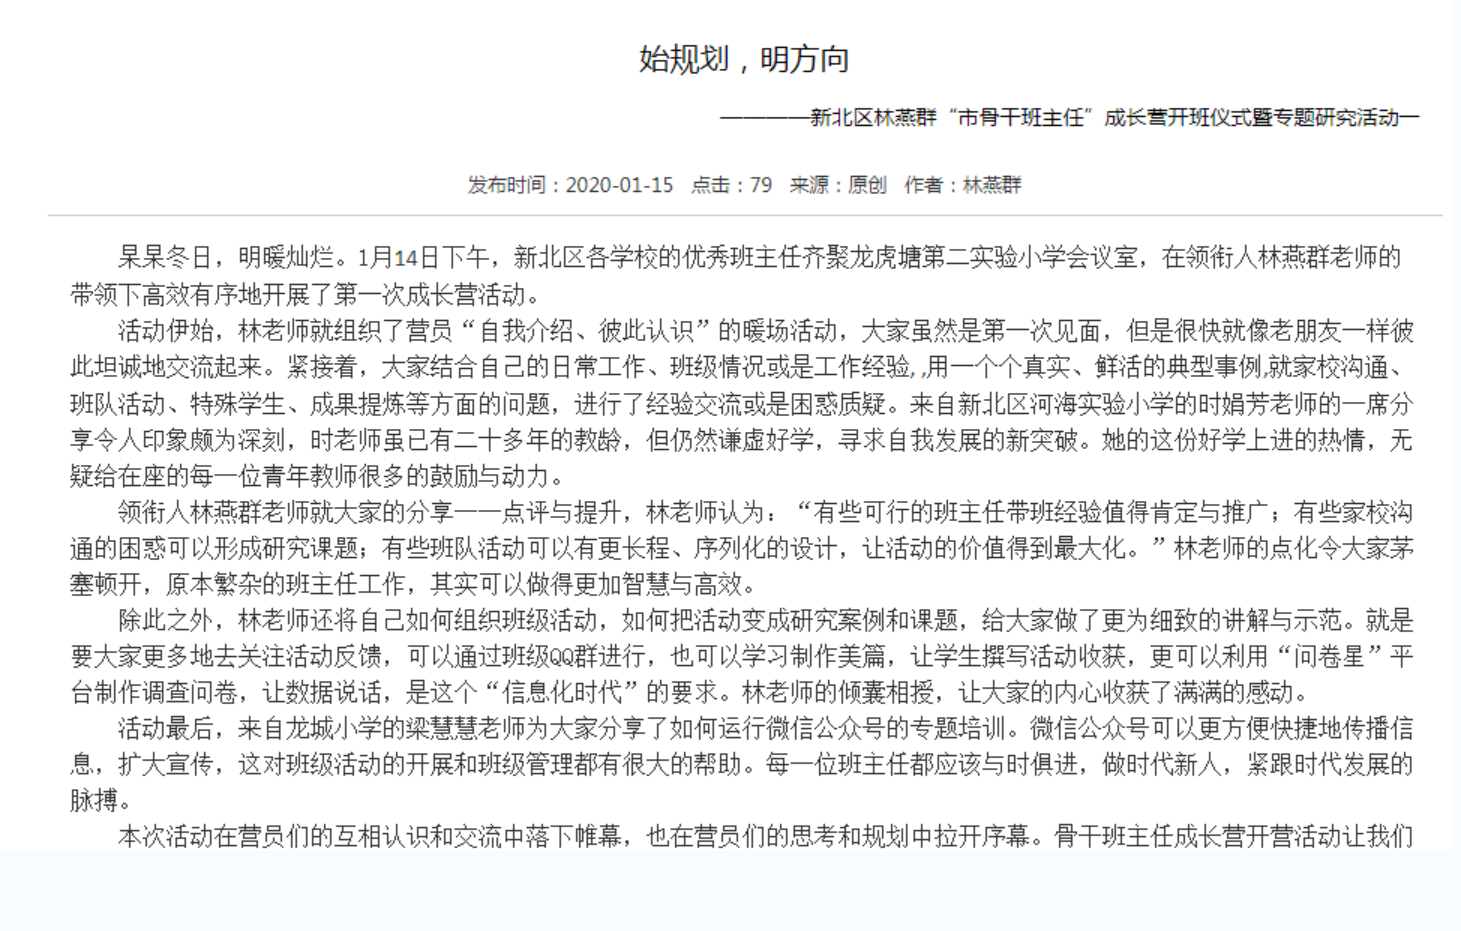 始规划，明方向
————新北区林燕群“市骨干班主任”成长营开班仪式暨专题研究活动一
发布时间：2020-01-15 点击：79 来源：原创 作者：林燕群
杲杲冬日，明暖灿烂。1月14日下午，新北区各学校的优秀班主任齐聚龙虎塘第二实验小学会议室，在领衔人林燕群老师的
带领下高效有序地开展了第一次成长营活动。
活动伊始，林老师就组织了营员“自我介绍、彼此认识”的暖场活动，大家虽然是第一次见面，但是很快就像老朋友一样彼
此坦诚地交流起来。紧接着，大家结合自己的日常工作、班级情况或是工作经验,,用一个个真实、鲜活的典型事例,就家校沟通、
班队活动、特殊学生、成果提炼等方面的问题，进行了经验交流或是困惑质疑。来自新北区河海实验小学的时娟芳老师的一席分
享令人印象颇为深刻，时老师虽已有二十多年的教龄，但仍然谦虚好学，寻求自我发展的新突破。她的这份好学上进的热情，无
疑给在座的每一位青年教师很多的鼓励与动力。
领衔人林燕群老师就大家的分享一一点评与提升，林老师认为：“有些可行的班主任带班经验值得肯定与推广；有些家校沟
通的困惑可以形成研究课题；有些班队活动可以有更长程、序列化的设计，让活动的价值得到最大化。”林老师的点化令大家茅
塞顿开，原本繁杂的班主任工作，其实可以做得更加智慧与高效。
除此之外，林老师还将自己如何组织班级活动，如何把活动变成研究案例和课题，给大家做了更为细致的讲解与示范。就是
要大家更多地去关注活动反馈，可以通过班级QQ群进行，也可以学习制作美篇，让学生撰写活动收获，更可以利用“问卷星”平
台制作调查问卷，让数据说话，是这个“信息化时代”的要求。林老师的倾囊相授，让大家的内心收获了满满的感动。
活动最后，来自龙城小学的梁慧慧老师为大家分享了如何运行微信公众号的专题培训。微信公众号可以更方便快捷地传播信
息，扩大宣传，这对班级活动的开展和班级管理都有很大的帮助。每一位班主任都应该与时俱进，做时代新人，紧跟时代发展的
脉搏。
本次活动在营员们的互相认识和交流中落下帷幕，也在营员们的思考和规划中拉开序幕。骨干班主任成长营开营活动让我们